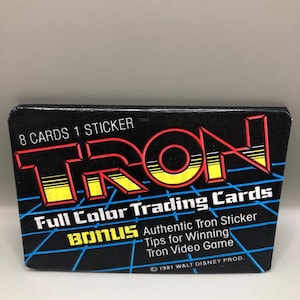 8 CARDS 1 STICKER
TRON
Full Color Trading Cards
BONUS Authentic Tron Sticker
Tips for Winning
Tron Video Game
© 1981 WALT DISNEY PROD.